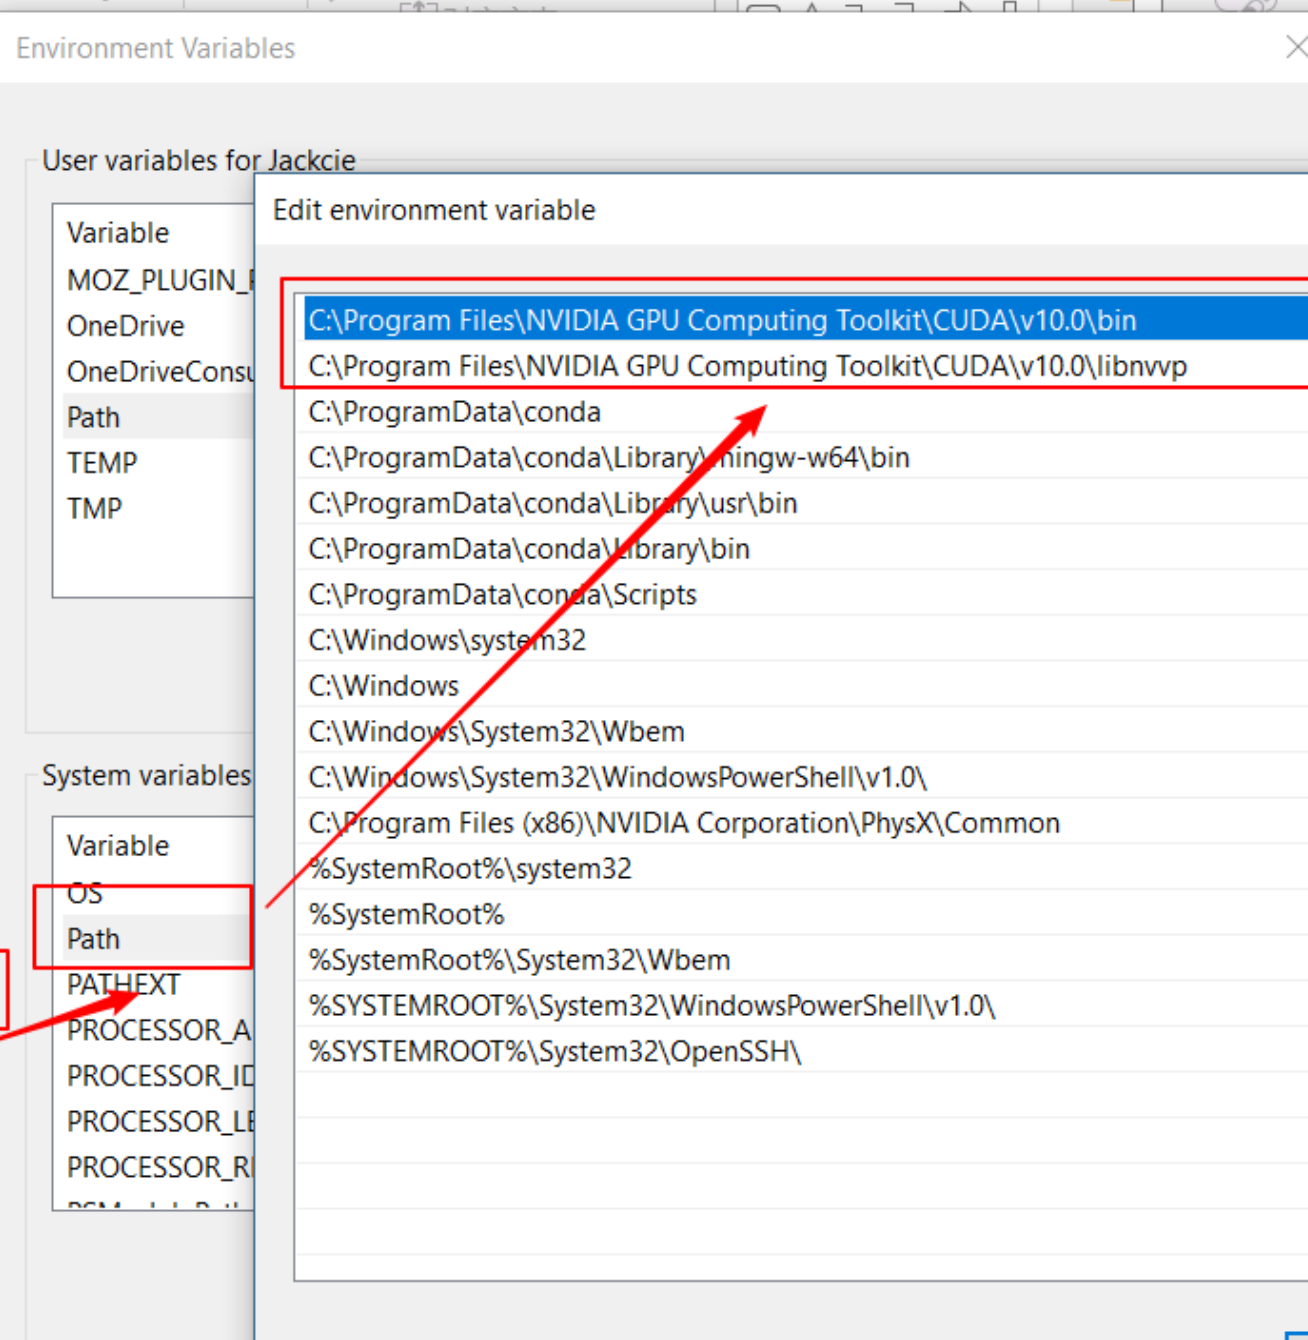 Environment Variables
User variables for Jackcie
Variable
MOZ_PLUGIN_
OneDrive
OneDriveConsu
Path
TEMP
TMP
Edit environment variable
C:\Program Files\NVIDIA GPU Computing Toolkit\CUDA\v10.0\bin
C:\Program Files\NVIDIA GPU Computing Toolkit\CUDA\v10.0\libnvvp
C:\ProgramData\conda
C:\ProgramData\conda\Library\mingw-w64\bin
C:\ProgramData\conda\Library\usr\bin
C:\ProgramData\conda\Library\bin
C:\ProgramData\conda\Scripts
C:\Windows\system32
C:\Windows
C:\Windows\System32\Wbem
C:\Windows\System32\WindowsPowerShell\v1.0\
C:\Program Files (x86)\NVIDIA Corporation\PhysX\Common
%SystemRoot%\system32
%SystemRoot%
%SystemRoot%\System32\Wbem
%SYSTEMROOT%\System32\WindowsPowerShell\v1.0\
%SYSTEMROOT%\System32\OpenSSH\
System variables
Variable
OS
Path
PATHEXT
PROCESSOR_A
PROCESSOR_ID
PROCESSOR_LE
PROCESSOR_RE